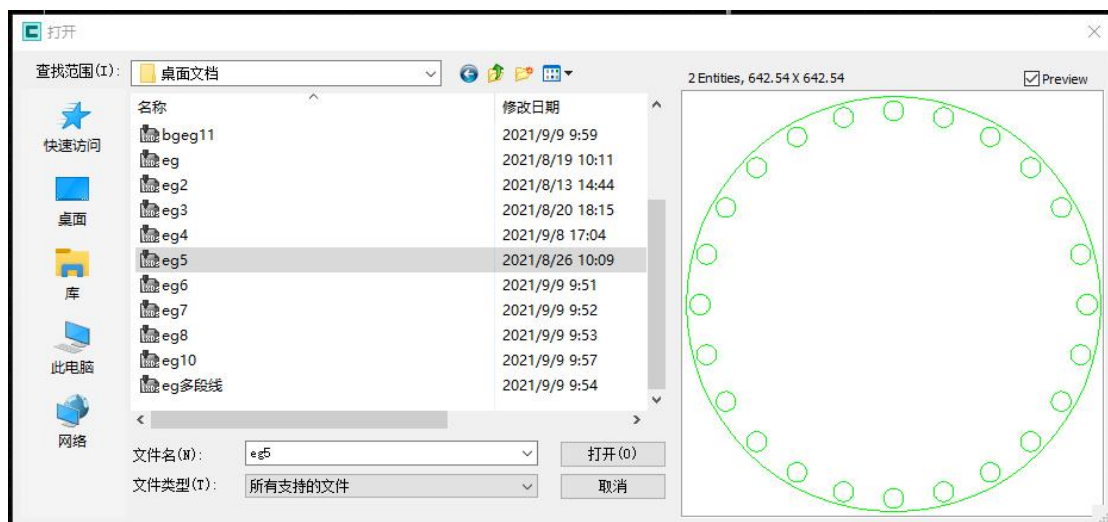 打开
查找范围(I):
桌面文档
2 Entities, 642.54 X 642.54
Preview
快速访问
桌面
库
此电脑
网络
名称
修改日期
bgeg11
2021/9/9 9:59
eg
2021/8/19 10:11
eg2
2021/8/13 14:44
eg3
2021/8/20 18:15
eg4
2021/9/8 17:04
eg5
2021/8/26 10:09
eg6
2021/9/9 9:51
eg7
2021/9/9 9:52
eg8
2021/9/9 9:53
eg10
2021/9/9 9:57
eg多段线
2021/9/9 9:54
文件名(N):
eg5
打开(O)
文件类型(T):
所有支持的文件
取消